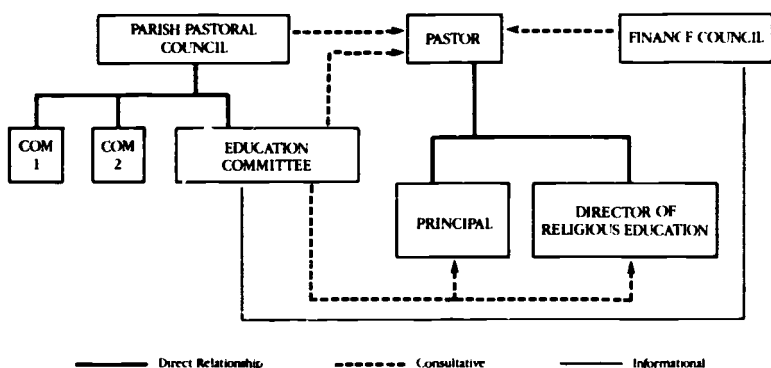 PARISH PASTORAL
COUNCIL
PASTOR
FINANCE COUNCIL
COM
1
COM
2
EDUCATION
COMMITTEE
PRINCIPAL
DIRECTOR OF
RELIGIOUS EDUCATION
Direct Relationship
Consultative
Informational